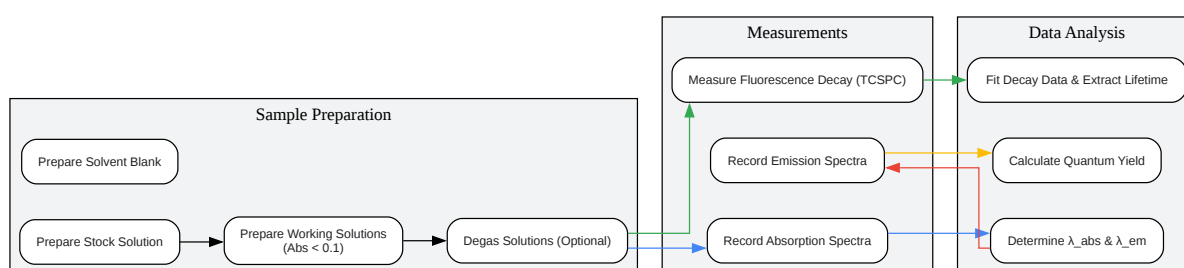 Sample Preparation
Prepare Solvent Blank
Prepare Stock Solution
Prepare Working Solutions
(Abs < 0.1)
Degas Solutions (Optional)
Measurements
Measure Fluorescence Decay (TCSPC)
Record Emission Spectra
Record Absorption Spectra
Data Analysis
Fit Decay Data & Extract Lifetime
Calculate Quantum Yield
Determine λ_abs & λ_em